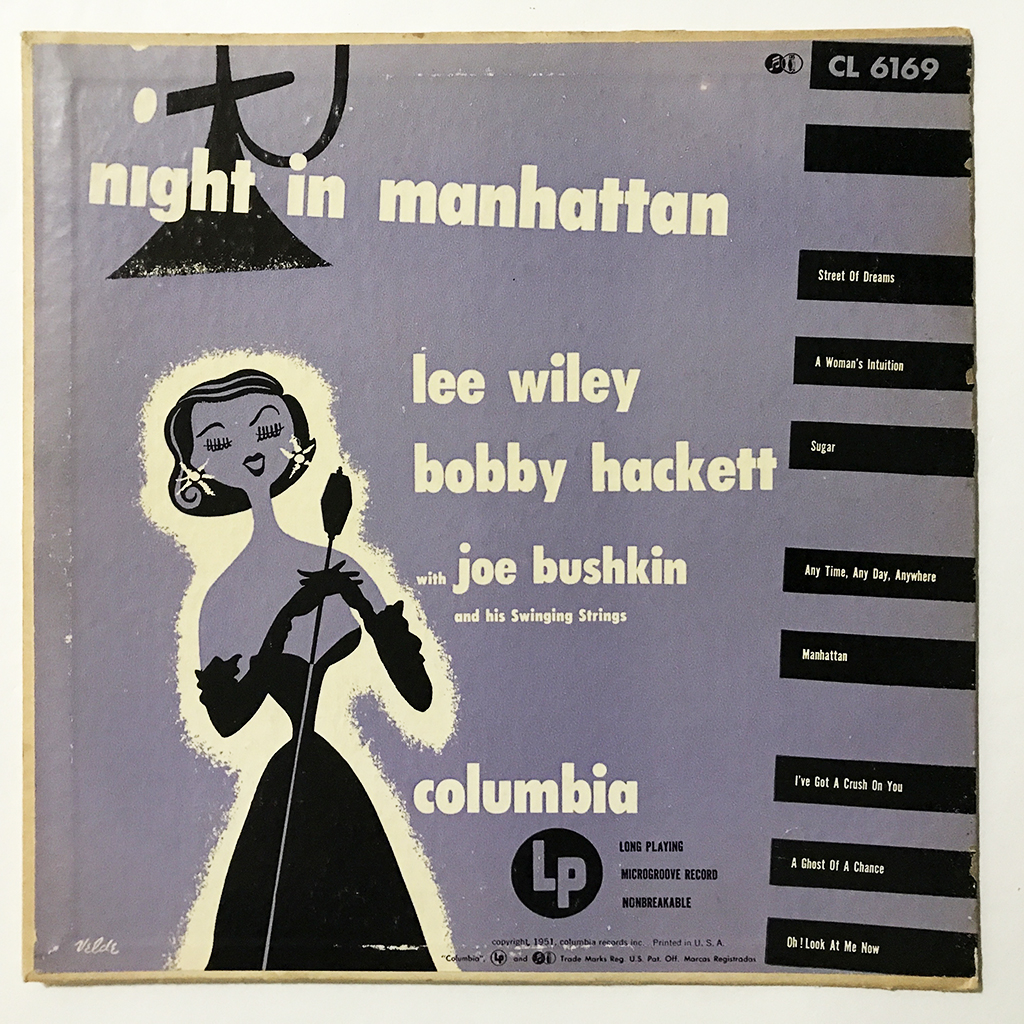 CL 6169
night in manhattan
Street Of Dreams
A Woman's Intuition
Sugar
Any Time, Any Day, Anywhere
Manhattan
I've Got A Crush On You
A Ghost Of A Chance
Oh! Look At Me Now
lee wiley
bobby hackett
with joe bushkin
and his Swinging Strings
columbia
LP
LONG PLAYING
MICROGROOVE RECORD
NONBREAKABLE
copyright, 1951, columbia records inc. Printed in U. S. A.
"Columbia", LP and Trade Marks Reg. U.S. Pat. Off. Marcas Registradas
Velde